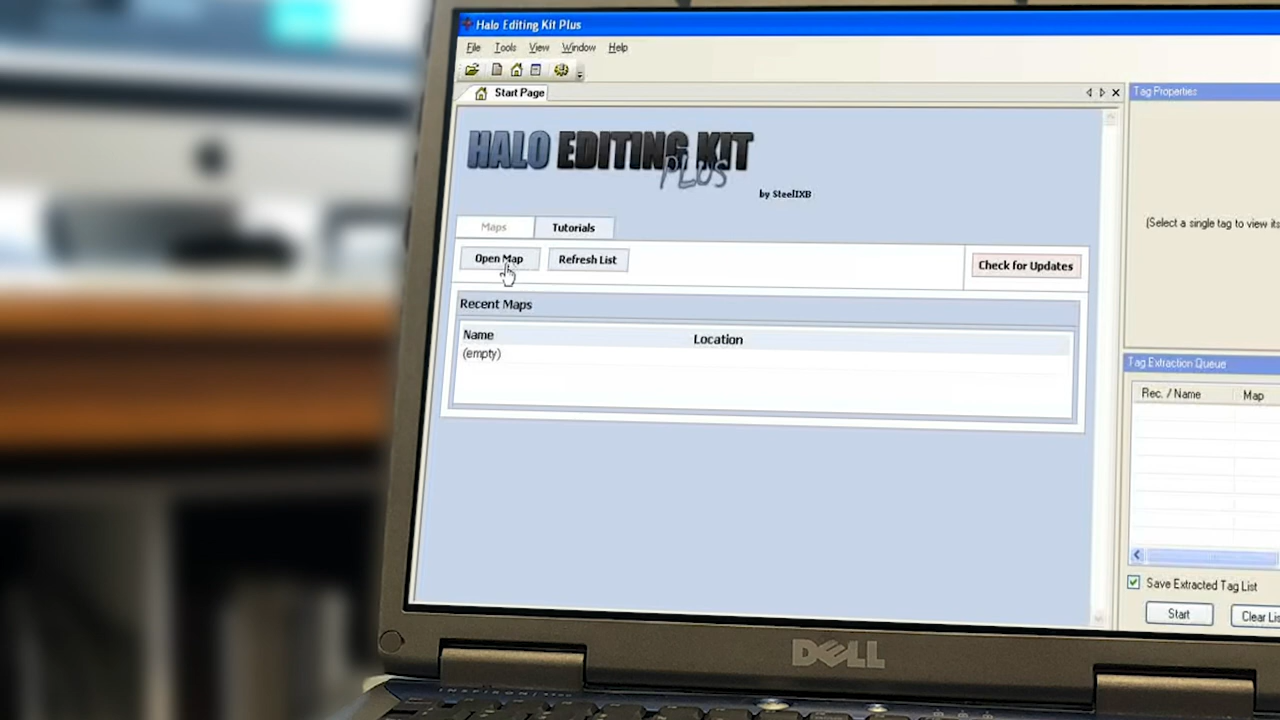 Halo Editing Kit Plus
File Tools View Window Help
Start Page
Tag Properties
HALO EDITING KIT
PLUS
by SteelIXB
Maps Tutorials
(Select a single tag to view its
Open Map Refresh List Check for Updates
Recent Maps
Name Location
(empty)
Tag Extraction Queue
Rec. / Name Map
Save Extracted Tag List
Start Clear Lis
DELL
INSPIRON